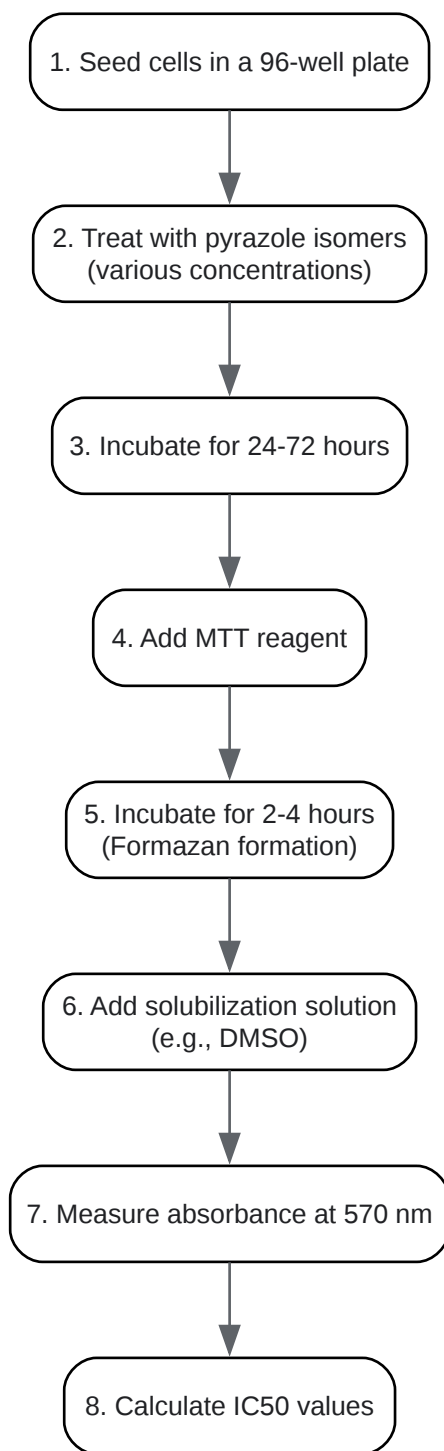 1. Seed cells in a 96-well plate
2. Treat with pyrazole isomers
(various concentrations)
3. Incubate for 24-72 hours
4. Add MTT reagent
5. Incubate for 2-4 hours
(Formazan formation)
6. Add solubilization solution
(e.g., DMSO)
7. Measure absorbance at 570 nm
8. Calculate IC50 values